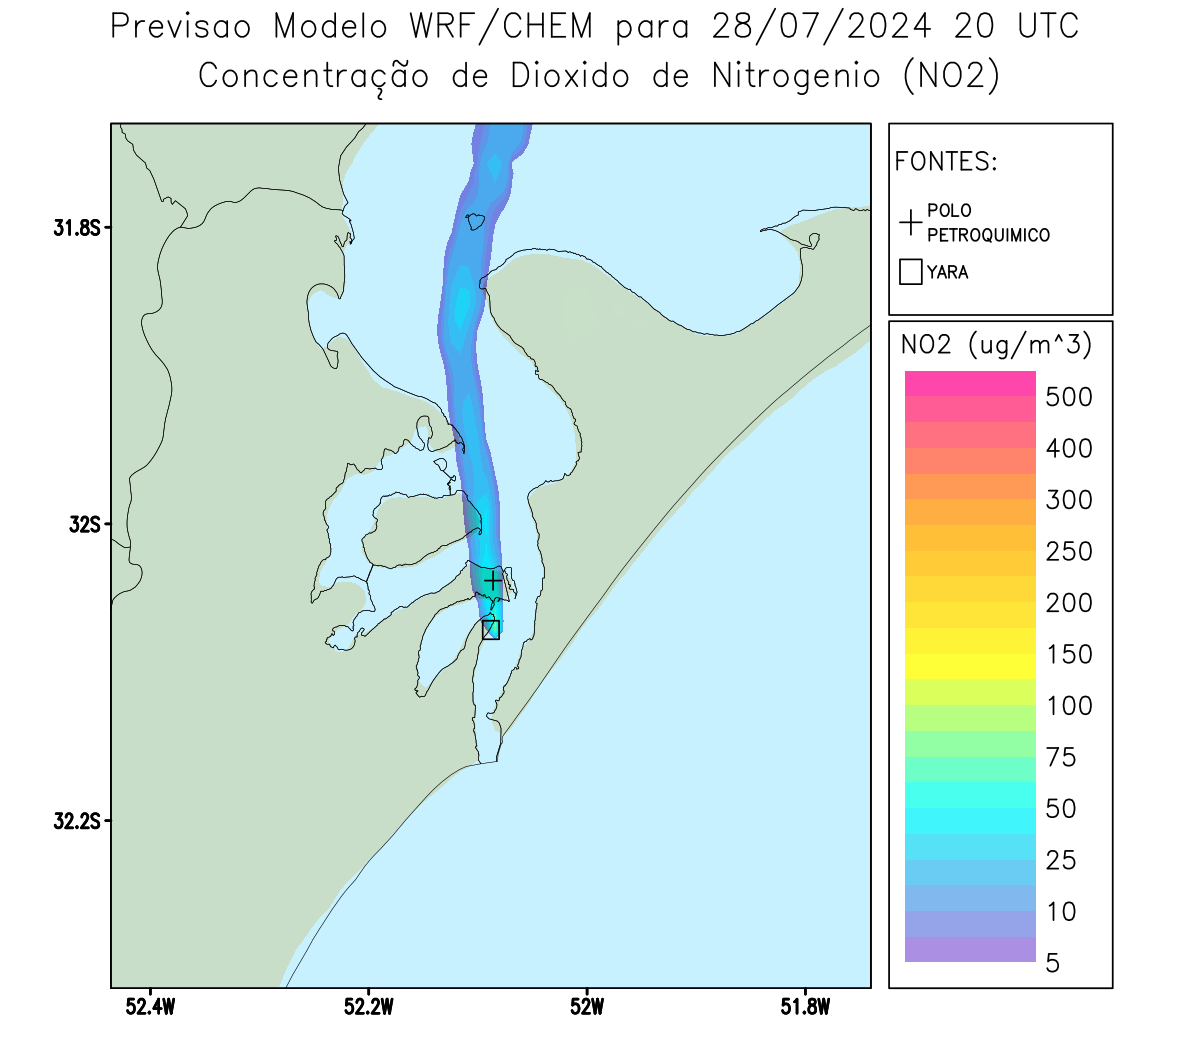 Previsao Modelo WRF/CHEM para 28/07/2024 20 UTC
Concentração de Dioxido de Nitrogenio (NO2)
FONTES:
POLO
PETROQUIMICO
YARA
31.8S
32S
32.2S
52.4W
52.2W
52W
51.8W
NO2 (ug/m^3)
500
400
300
250
200
150
100
75
50
25
10
5